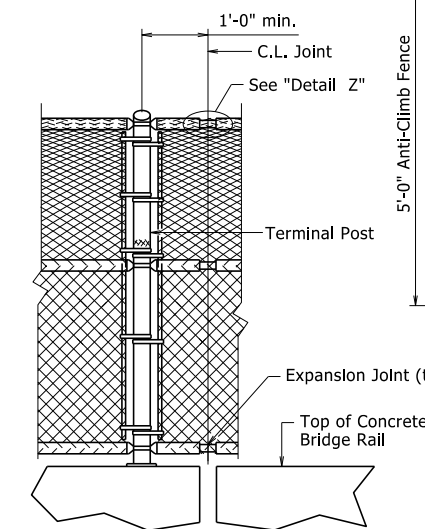 1'-0" min.
C.L. Joint
See "Detail Z"
5'-0" Anti-Climb Fence
Terminal Post
Expansion Joint (t
Top of Concrete
Bridge Rail